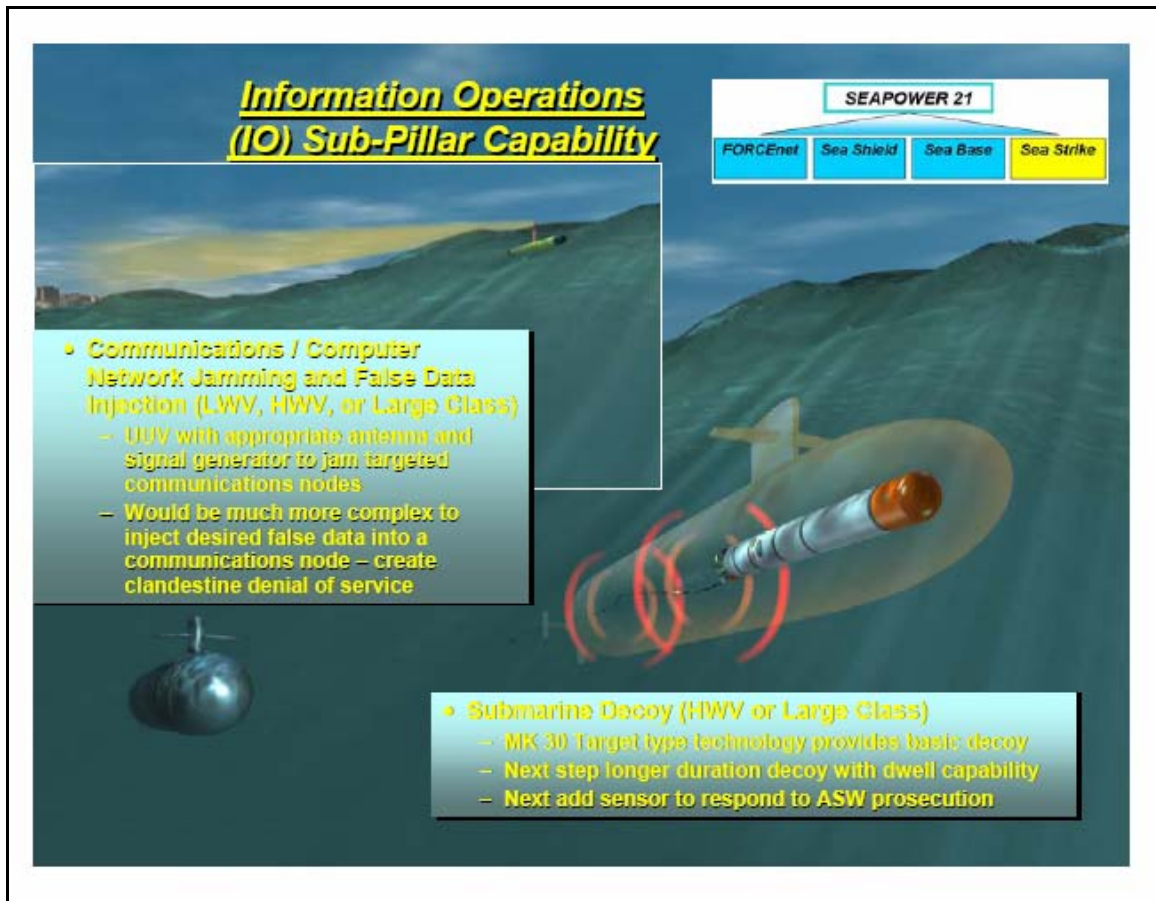 Information Operations
(IO) Sub-Pillar Capability
SEAPOWER 21
FORCEnet Sea Shield Sea Base Sea Strike
• Communications / Computer
Network Jamming and False Data
Injection (LWV, HWV, or Large Class)
– UUV with appropriate antenna and
signal generator to jam targeted
communications nodes
– Would be much more complex to
inject desired false data into a
communications node – create
clandestine denial of service
• Submarine Decoy (HWV or Large Class)
– MK 30 Target type technology provides basic decoy
– Next step longer duration decoy with dwell capability
– Next add sensor to respond to ASW prosecution